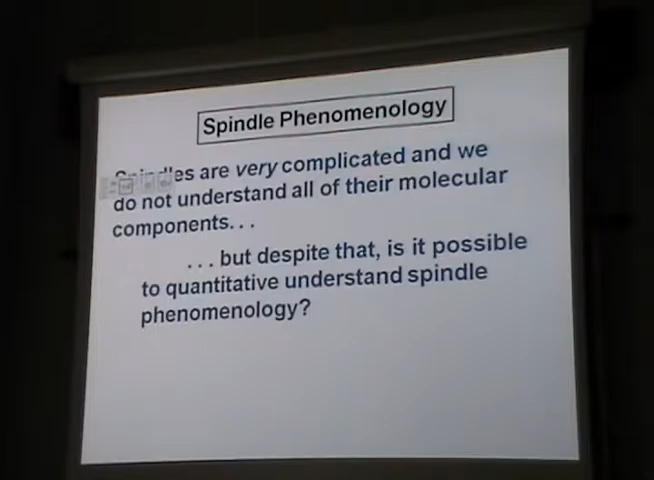 Spindle Phenomenology
Spindles are very complicated and we
do not understand all of their molecular
components...
...but despite that, is it possible
to quantitative understand spindle
phenomenology?